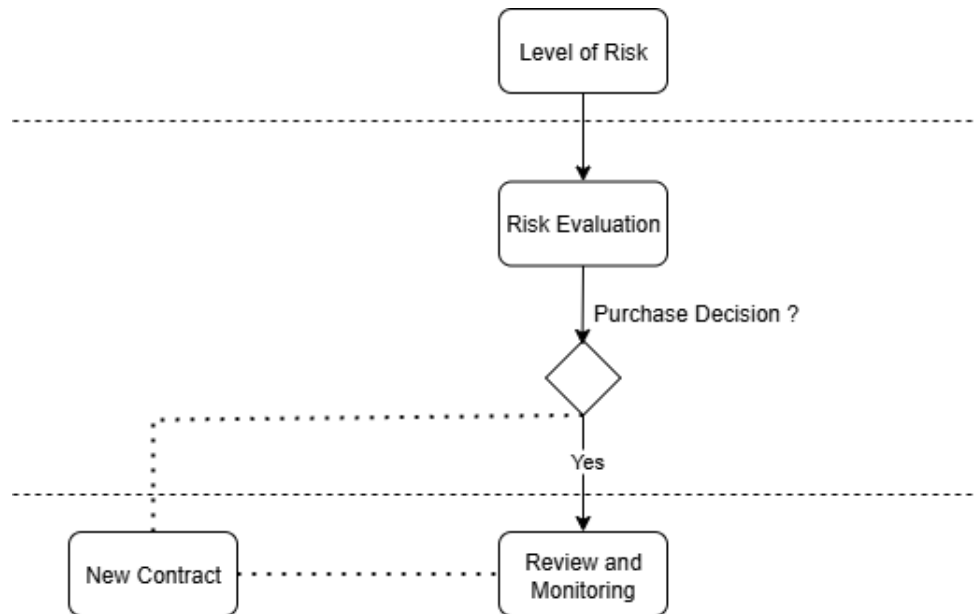 Level of Risk
Risk Evaluation
Purchase Decision ?
Yes
New Contract
Review and
Monitoring